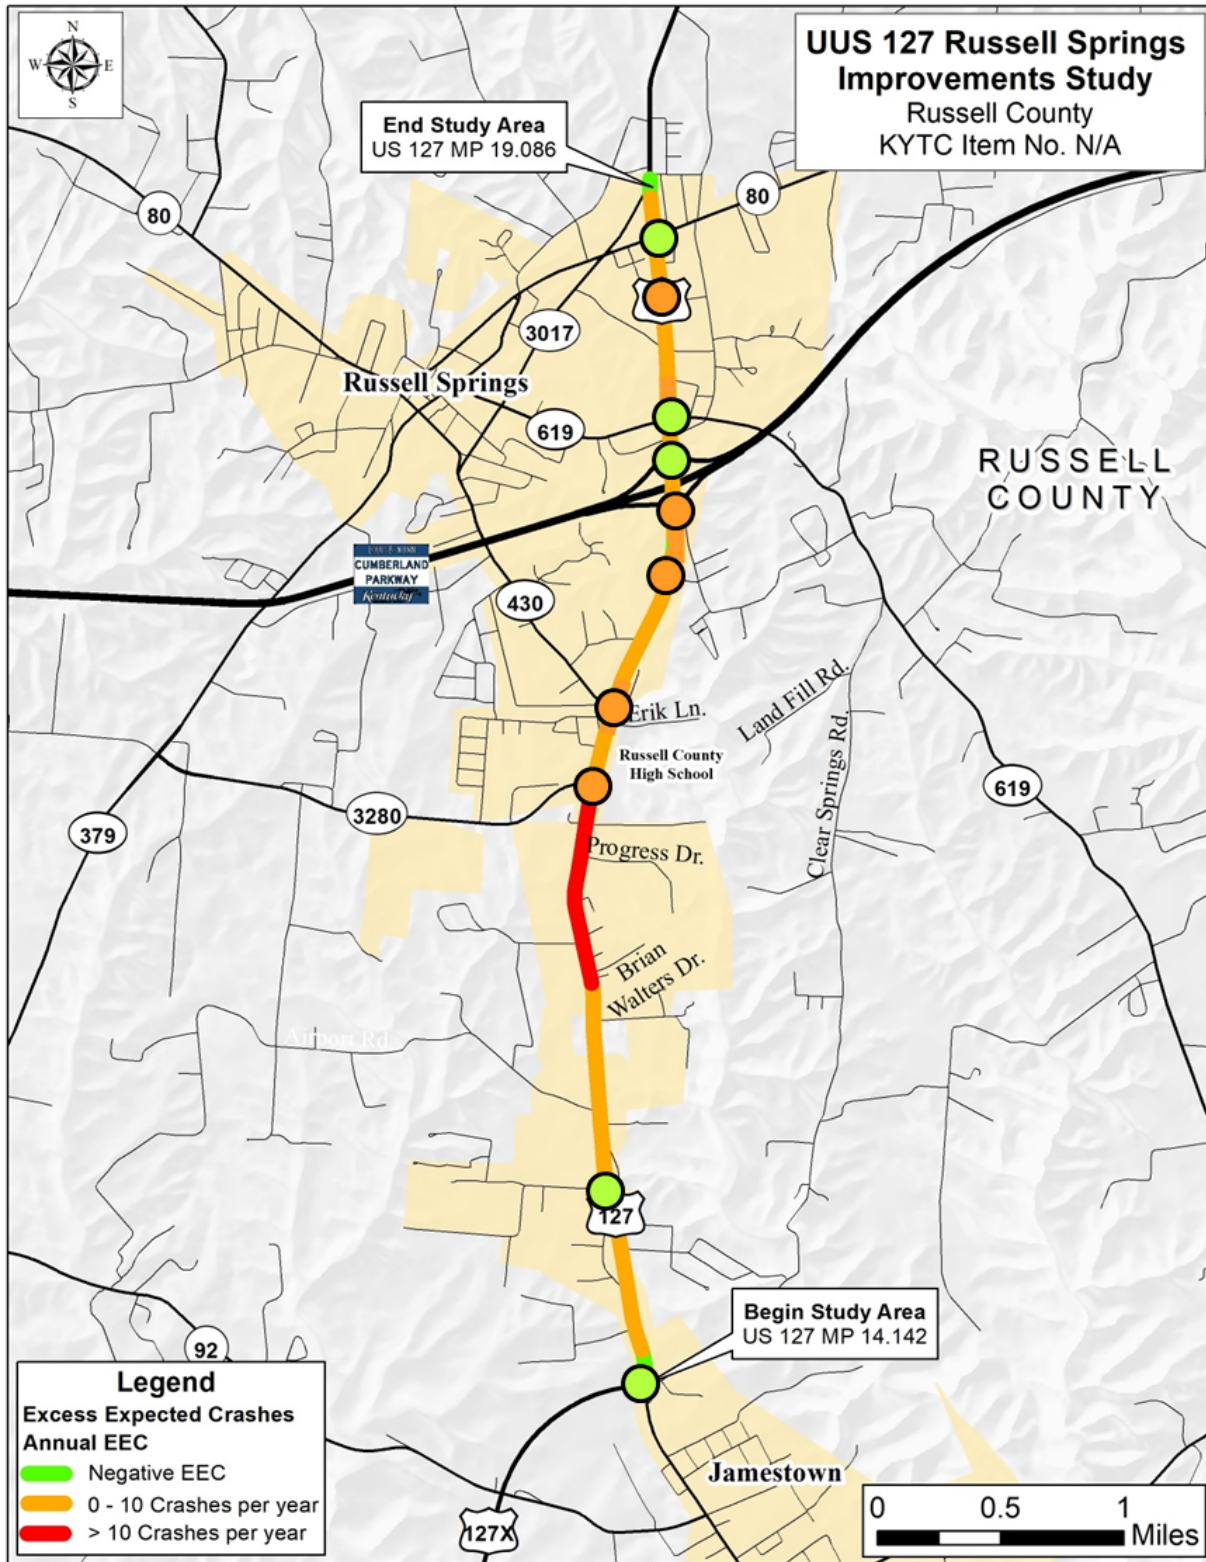 N
W
E
S
UUS 127 Russell Springs
Improvements Study
Russell County
KYTC Item No. N/A
End Study Area
US 127 MP 19.086
80
80
3017
Russell Springs
619
RUSSELL
COUNTY
CUMBERLAND
PARKWAY
Kentucky
430
Erik Ln.
Land Fill Rd.
Clear Springs Rd.
Russell County
High School
619
379
3280
Progress Dr.
Brian
Walters Dr.
Airport Rd
127
Begin Study Area
US 127 MP 14.142
92
Legend
Excess Expected Crashes
Annual EEC
Negative EEC
0 - 10 Crashes per year
> 10 Crashes per year
Jamestown
127X
0
0.5
1
Miles